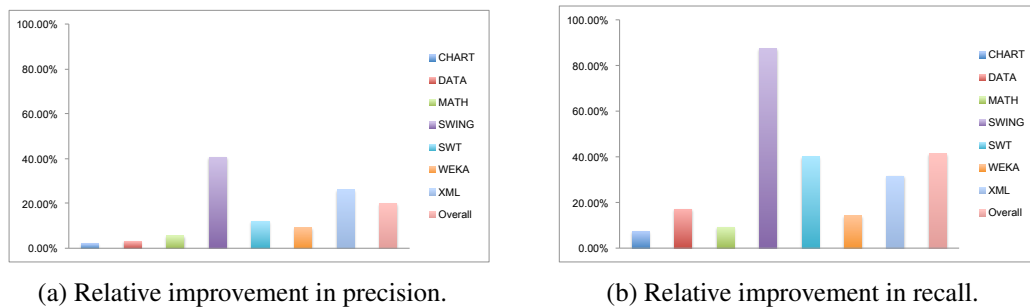 100.00%
80.00%
60.00%
40.00%
20.00%
0.00%
CHART
DATA
MATH
SWING
SWT
WEKA
XML
Overall
(a) Relative improvement in precision.
100.00%
80.00%
60.00%
40.00%
20.00%
0.00%
CHART
DATA
MATH
SWING
SWT
WEKA
XML
Overall
(b) Relative improvement in recall.